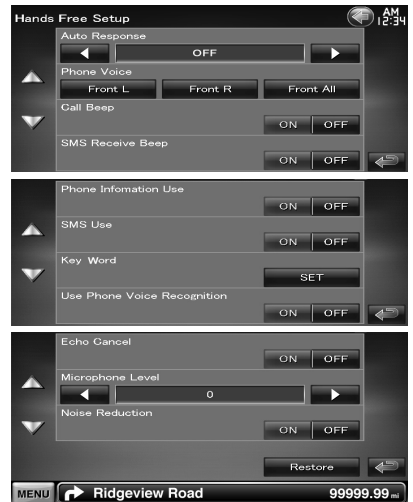 Hands Free Setup
AM
12:34
Auto Response
OFF
Phone Voice
Front L Front R Front All
Call Beep
ON OFF
SMS Receive Beep
ON OFF
Phone Infomation Use
ON OFF
SMS Use
ON OFF
Key Word
SET
Use Phone Voice Recognition
ON OFF
Echo Cancel
ON OFF
Microphone Level
0
Noise Reduction
ON OFF
Restore
MENU Ridgeview Road 99999.99 mi